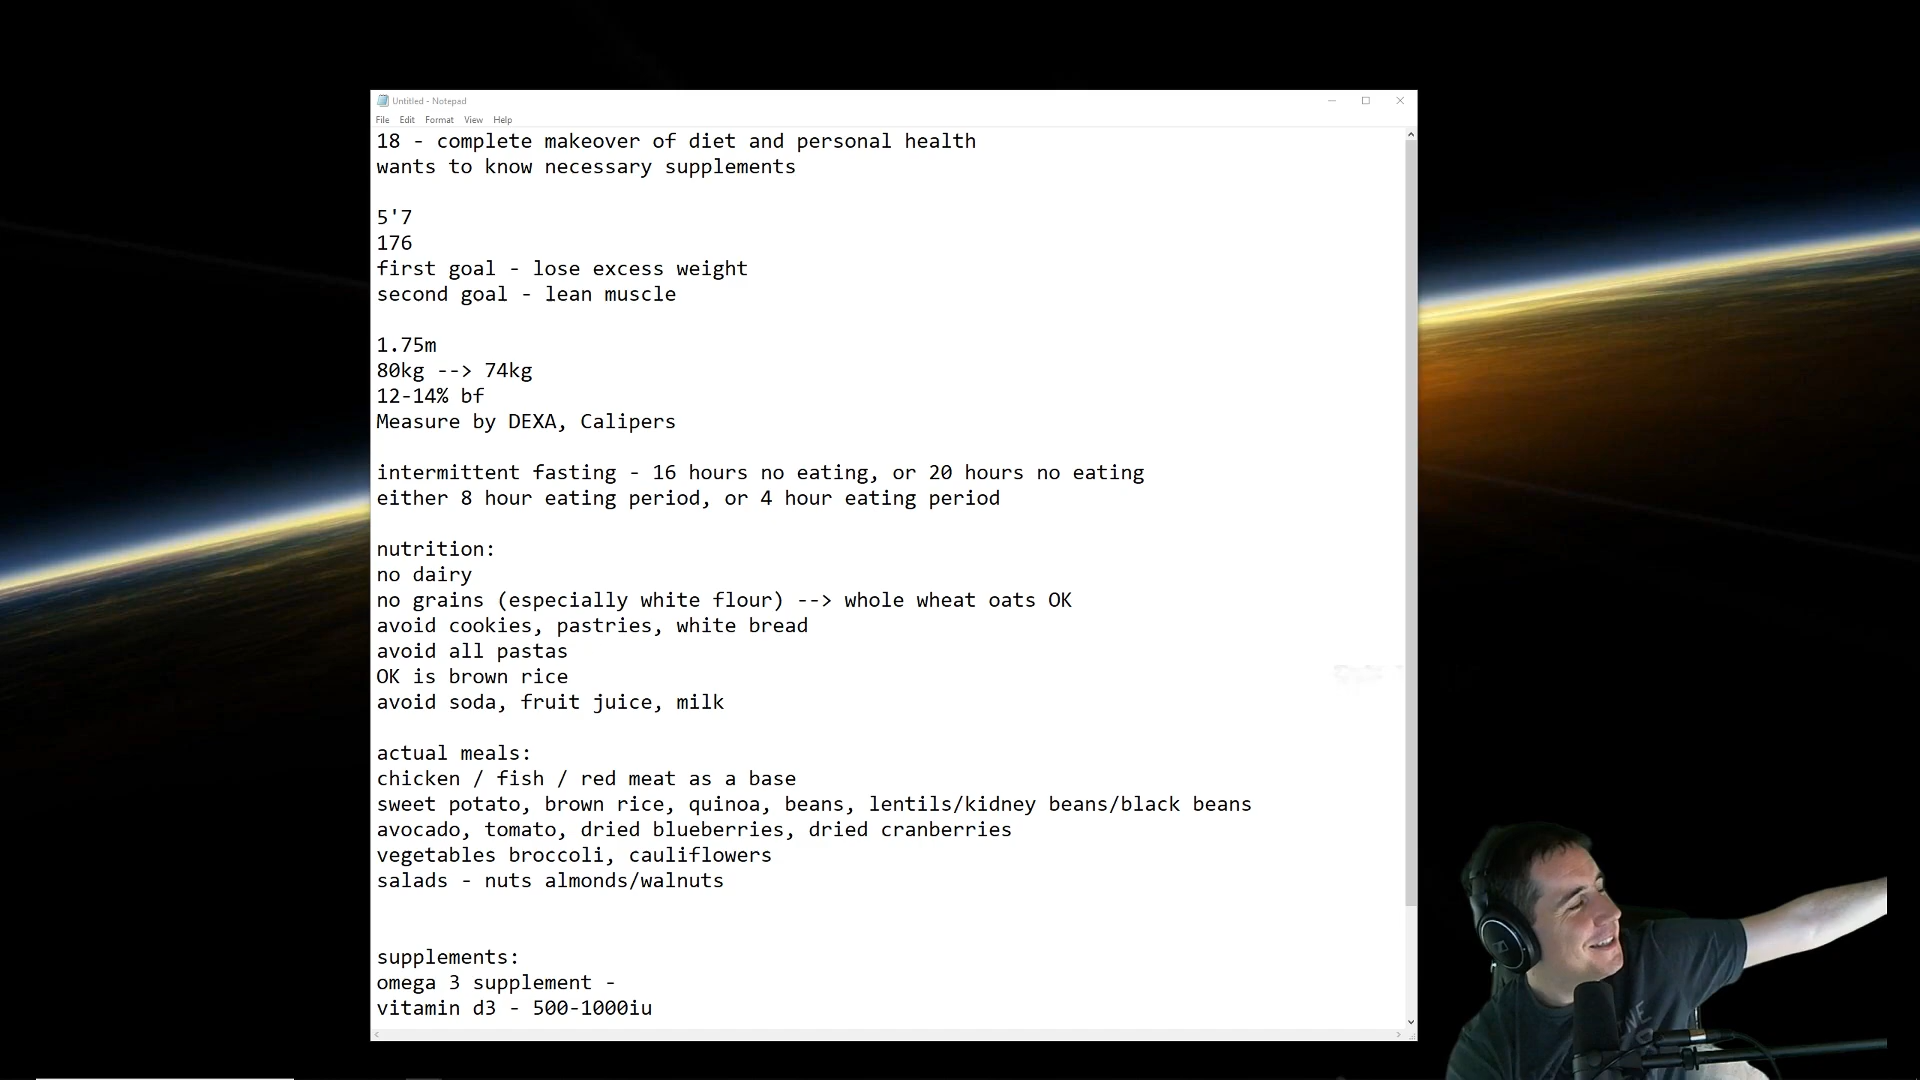 Untitled - Notepad
File Edit Format View Help
18 - complete makeover of diet and personal health
wants to know necessary supplements
5'7
176
first goal - lose excess weight
second goal - lean muscle
1.75m
80kg --> 74kg
12-14% bf
Measure by DEXA, Calipers
intermittent fasting - 16 hours no eating, or 20 hours no eating
either 8 hour eating period, or 4 hour eating period
nutrition:
no dairy
no grains (especially white flour) --> whole wheat oats OK
avoid cookies, pastries, white bread
avoid all pastas
OK is brown rice
avoid soda, fruit juice, milk
actual meals:
chicken / fish / red meat as a base
sweet potato, brown rice, quinoa, beans, lentils/kidney beans/black beans
avocado, tomato, dried blueberries, dried cranberries
vegetables broccoli, cauliflowers
salads - nuts almonds/walnuts
supplements:
omega 3 supplement -
vitamin d3 - 500-1000iu